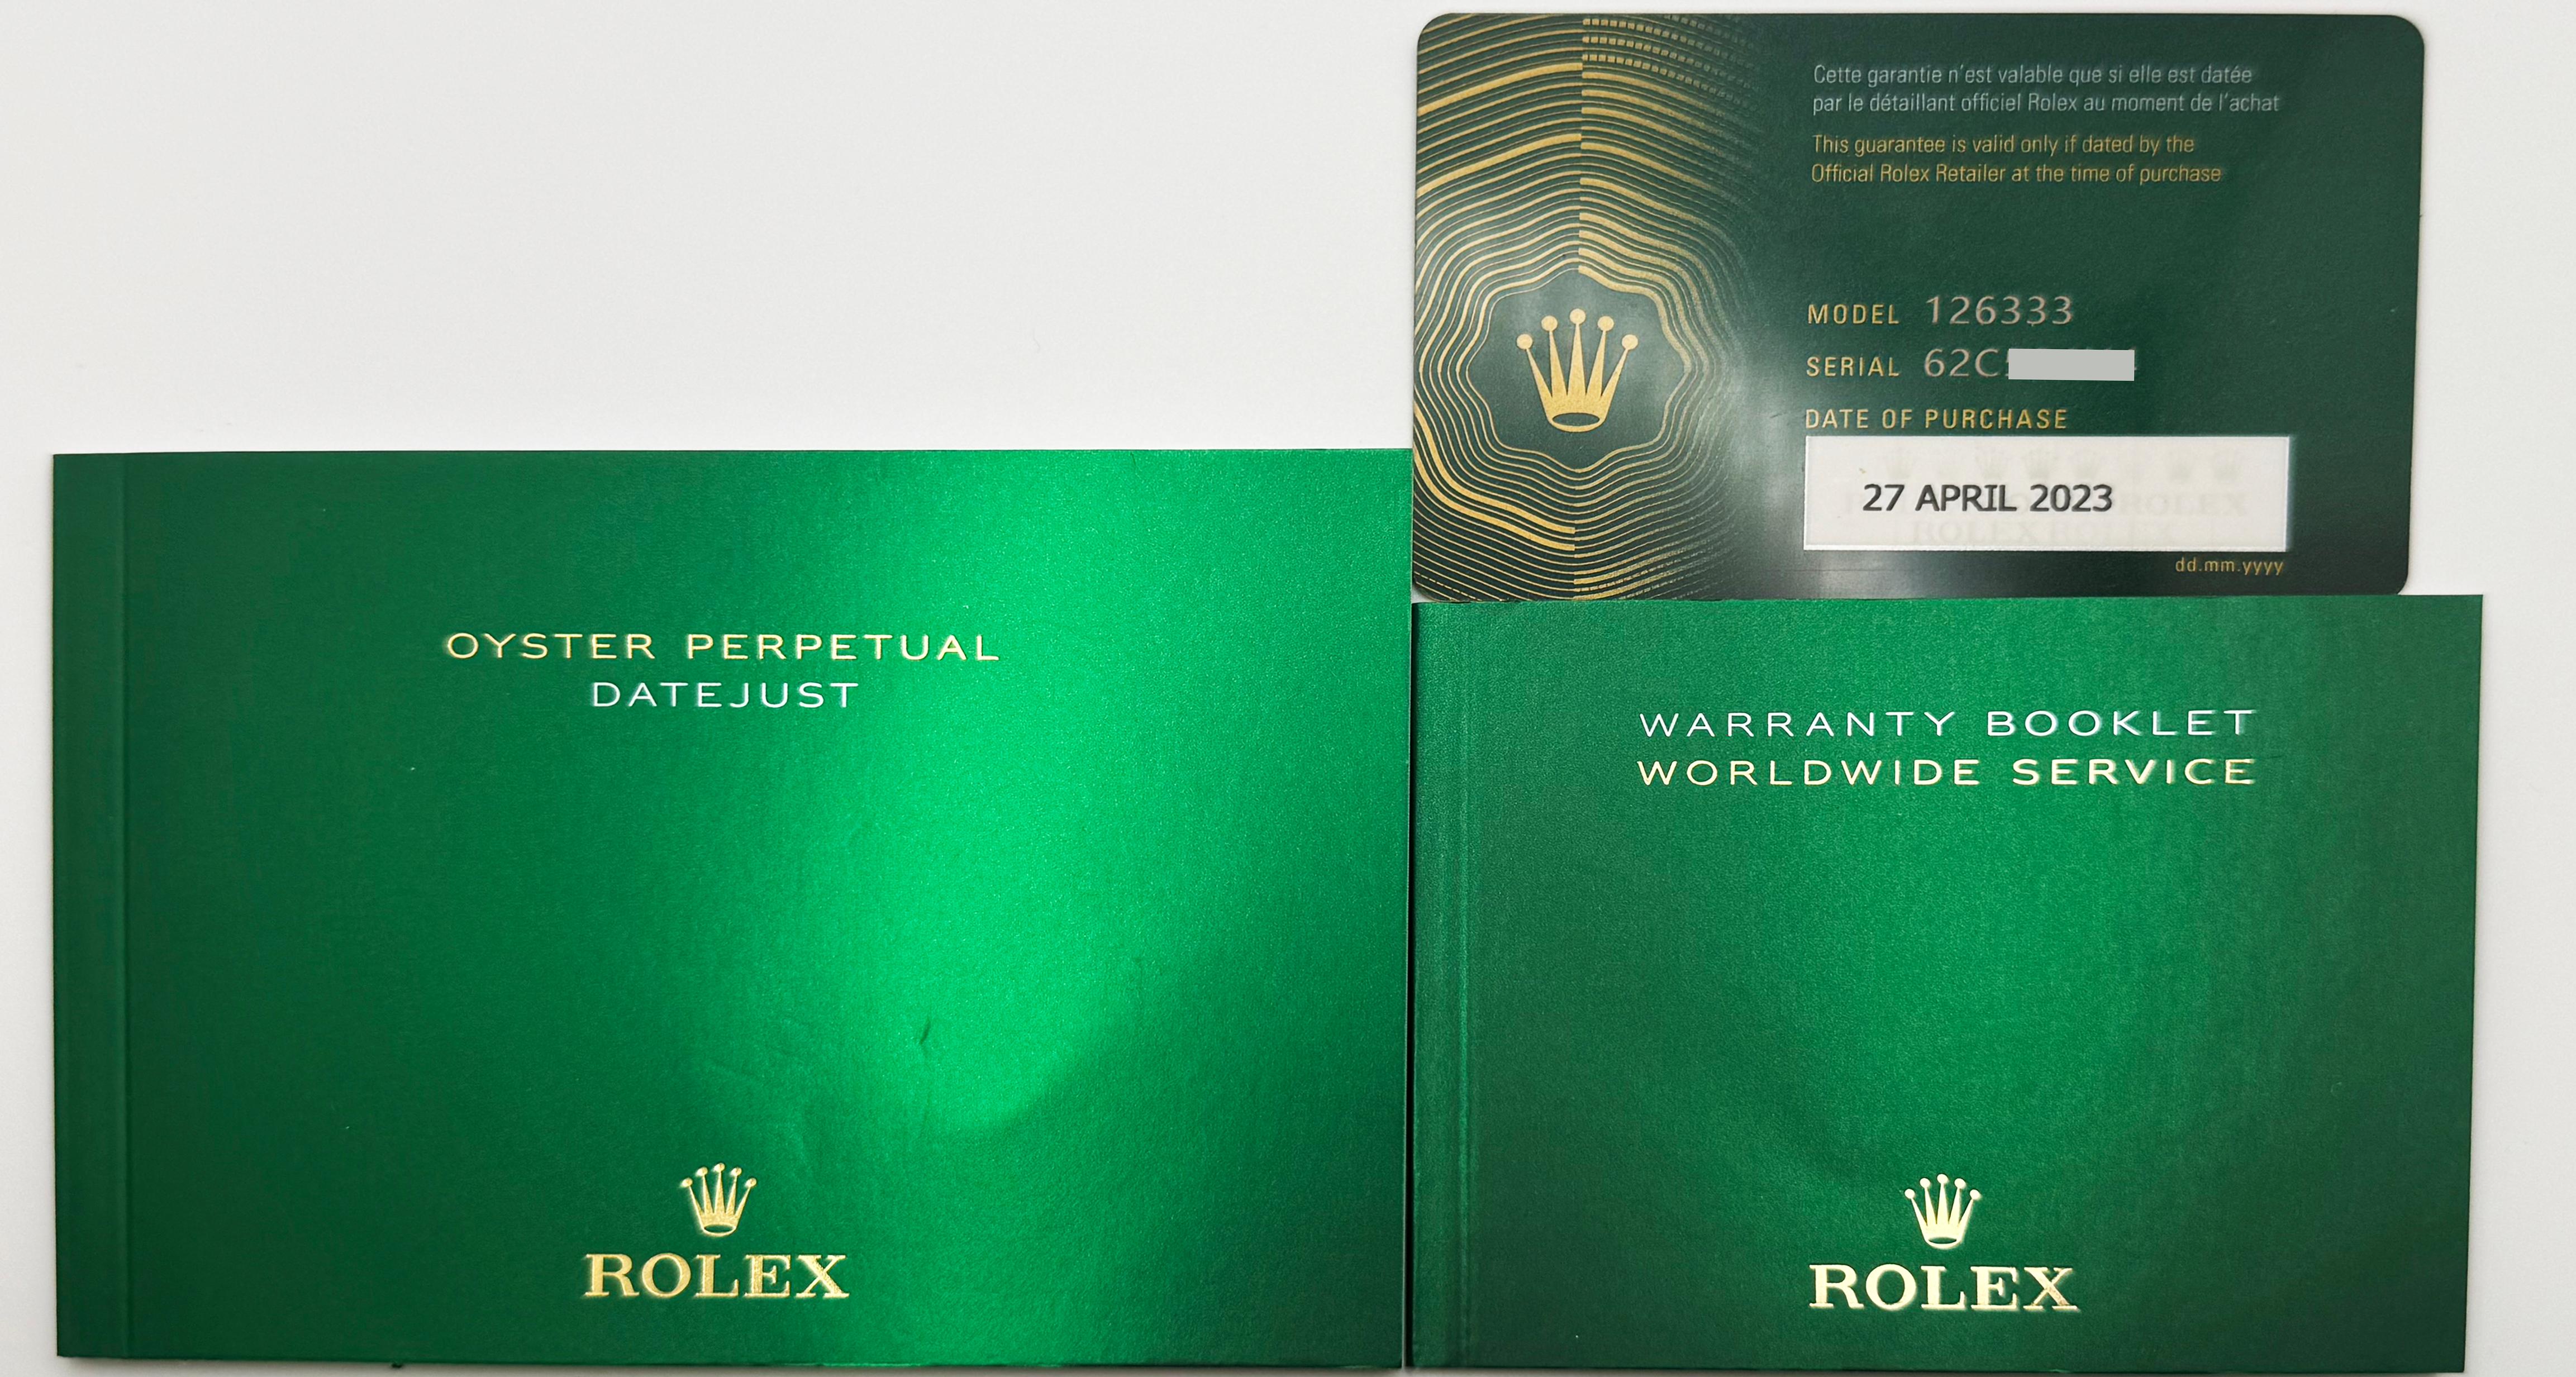 Cette garantie n'est valable que si elle est datée
par le détaillant officiel Rolex au moment de l'achat
This guarantee is valid only if dated by the
Official Rolex Retailer at the time of purchase
MODEL 126333
SERIAL 62C
DATE OF PURCHASE
27 APRIL 2023
dd.mm.yyyy
OYSTER PERPETUAL
DATEJUST
ROLEX
WARRANTY BOOKLET
WORLDWIDE SERVICE
ROLEX